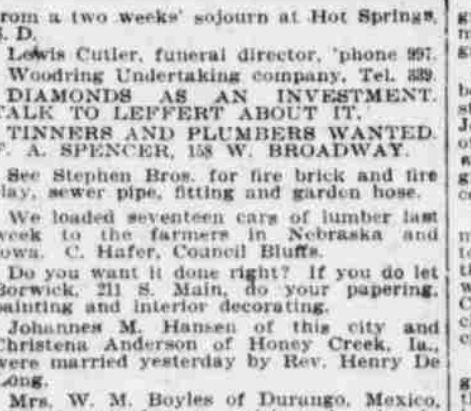 from a two weeks' sojourn at Hot Springs,
S. D.
Lewis Cutler, funeral director, 'phone 997.
Woodring Undertaking company, Tel. 339.
DIAMONDS AS AN INVESTMENT.
TALK TO LEFFERT ABOUT IT.
TINNERS AND PLUMBERS WANTED.
F. A. SPENCER, 158 W. BROADWAY.
See Stephen Bros. for fire brick and fire
clay, sewer pipe, fitting and garden hose.
We loaded seventeen cars of lumber last
week to the farmers in Nebraska and
Iowa. C. Hafer, Council Bluffs.
Do you want it done right? If you do let
Borwick, 211 S. Main, do your papering,
painting and interior decorating.
Johannes M. Hansen of this city and
Christena Anderson of Honey Creek, Ia.,
were married yesterday by Rev. Henry De
Long.
Mrs. W. M. Boyles of Durango, Mexico,